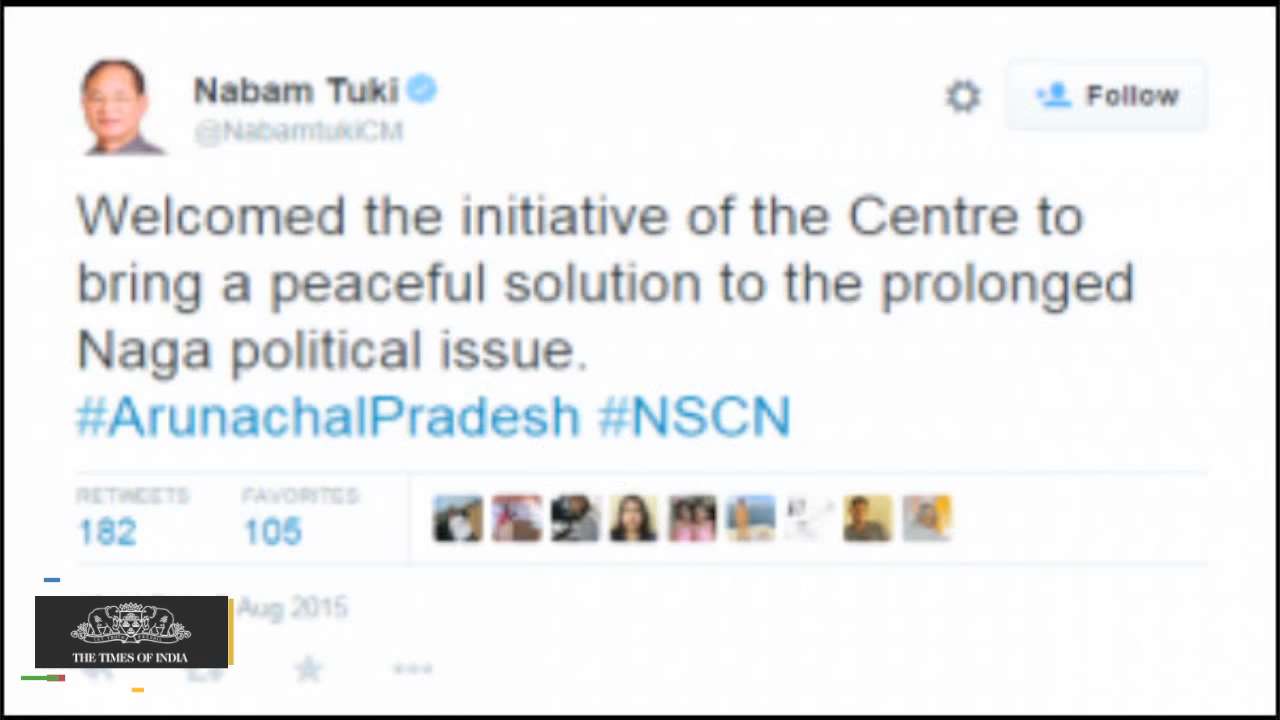 Nabam Tuki
@NabamtukiCM
Follow
Welcomed the initiative of the Centre to
bring a peaceful solution to the prolonged
Naga political issue.
#ArunachalPradesh #NSCN
RETWEETS FAVORITES
182 105
Aug 2015
THE TIMES OF INDIA